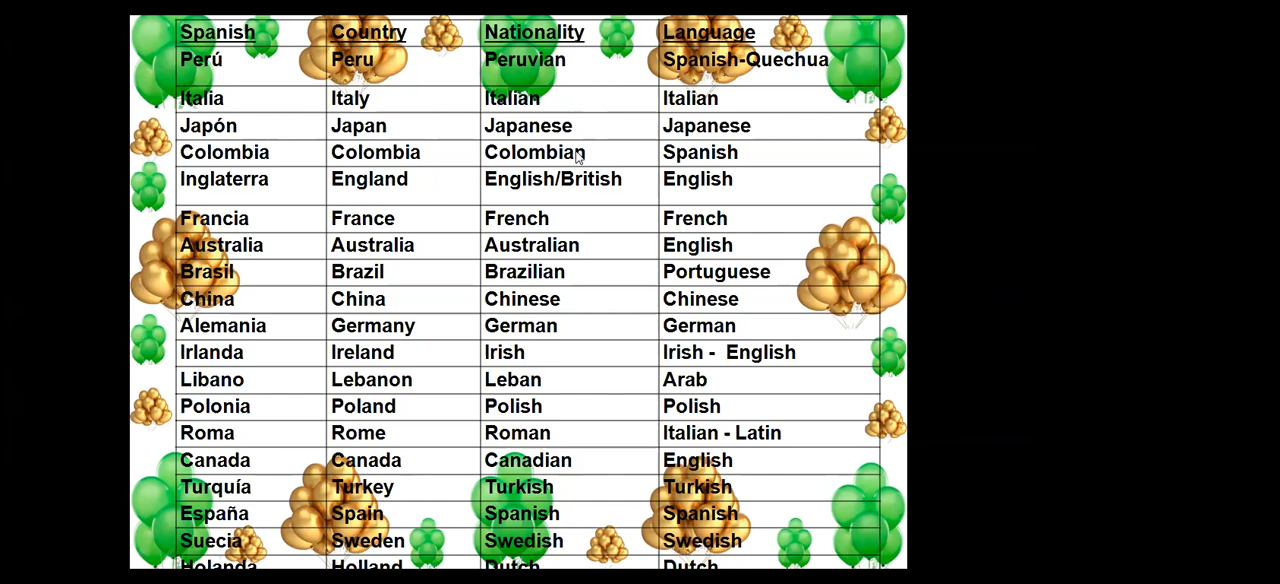 Spanish Country Nationality Language
Perú Peru Peruvian Spanish-Quechua
Italia Italy Italian Italian
Japón Japan Japanese Japanese
Colombia Colombia Colombian Spanish
Inglaterra England English/British English
Francia France French French
Australia Australia Australian English
Brasil Brazil Brazilian Portuguese
China China Chinese Chinese
Alemania Germany German German
Irlanda Ireland Irish Irish - English
Libano Lebanon Leban Arab
Polonia Poland Polish Polish
Roma Rome Roman Italian - Latin
Canada Canada Canadian English
Turquía Turkey Turkish Turkish
España Spain Spanish Spanish
Suecia Sweden Swedish Swedish
Holanda Holland Dutch Dutch